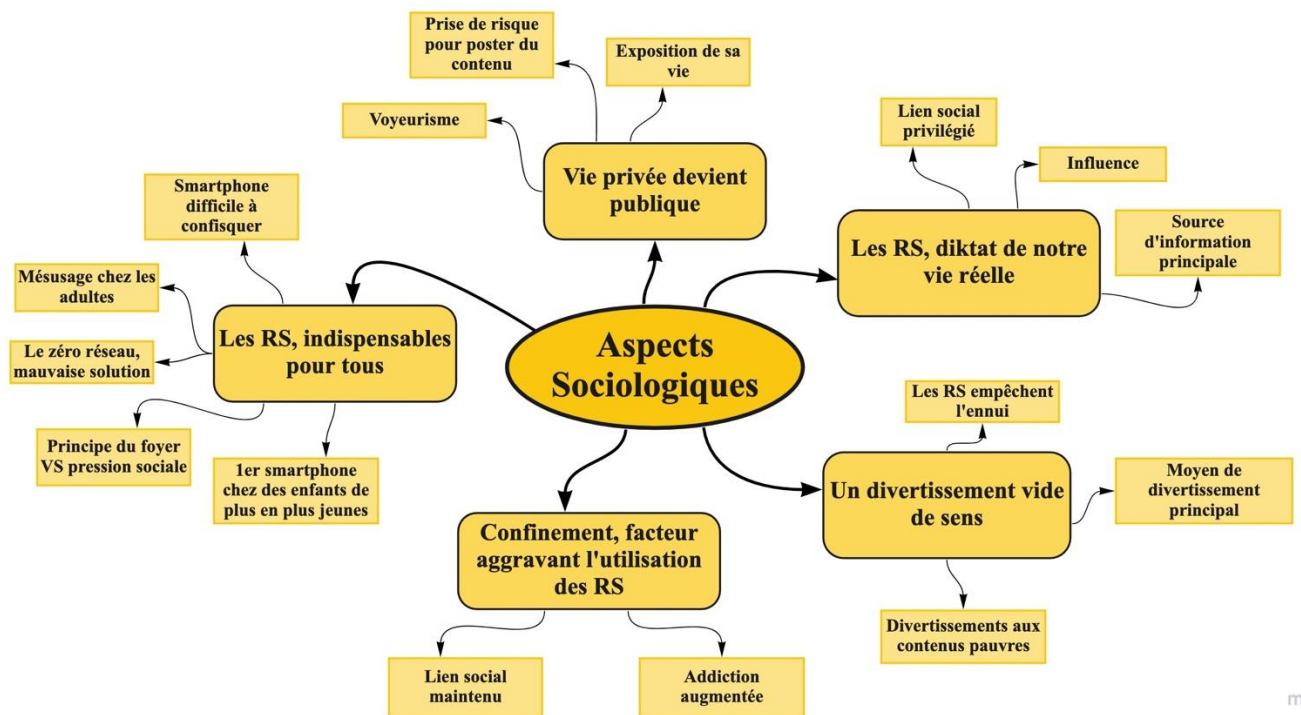 Prise de risque
pour poster du
contenu
Exposition de sa
vie
Voyeurisme
Vie privée devient
publique
Lien social
privilégié
Influence
Source
d'information
principale
Les RS, diktat de notre
vie réelle
Smartphone
difficile à
confisquer
Mésusage chez les
adultes
Le zéro réseau,
mauvaise solution
Principe du foyer
VS pression sociale
1er smartphone
chez des enfants de
plus en plus jeunes
Les RS, indispensables
pour tous
Aspects
Sociologiques
Les RS empêchent
l'ennui
Moyen de
divertissement
principal
Un divertissement vide
de sens
Divertissements aux
contenus pauvres
Confinement, facteur
aggravant l'utilisation
des RS
Lien social
maintenu
Addiction
augmentée
m